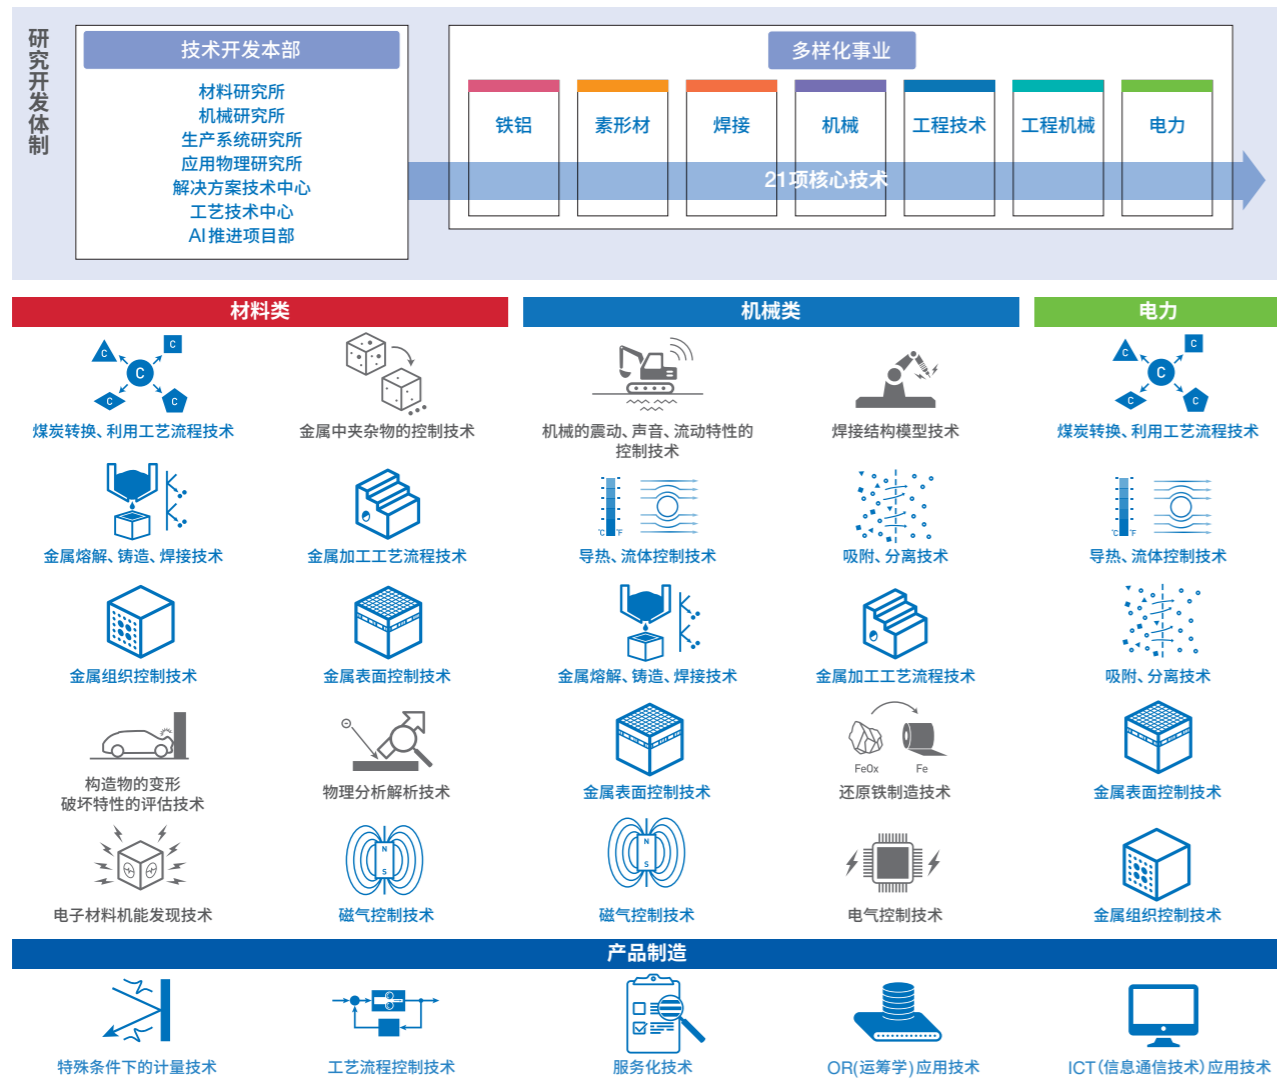 研究开发体制
技术开发本部
材料研究所
机械研究所
生产系统研究所
应用物理研究所
解决方案技术中心
工艺技术中心
AI推进项目部
多样化事业
铁铝
素形材
焊接
机械
工程技术
工程机械
电力
21项核心技术
材料类
机械类
电力
C
C
C
C
C
煤炭转换、利用工艺流程技术
金属中夹杂物的控制技术
机械的震动、声音、流动特性的
控制技术
焊接结构模型技术
C
C
C
C
C
煤炭转换、利用工艺流程技术
金属熔解、铸造、焊接技术
金属加工工艺流程技术
°C °F
导热、流体控制技术
吸附、分离技术
°C °F
导热、流体控制技术
金属组织控制技术
金属表面控制技术
金属熔解、铸造、焊接技术
金属加工工艺流程技术
吸附、分离技术
构造物的变形
破坏特性的评估技术
物理分析解析技术
金属表面控制技术
FeOx Fe
还原铁制造技术
金属表面控制技术
电子材料机能发现技术
N
S
磁气控制技术
N
S
磁气控制技术
电气控制技术
金属组织控制技术
产品制造
特殊条件下的计量技术
工艺流程控制技术
服务化技术
OR(运筹学)应用技术
ICT(信息通信技术)应用技术